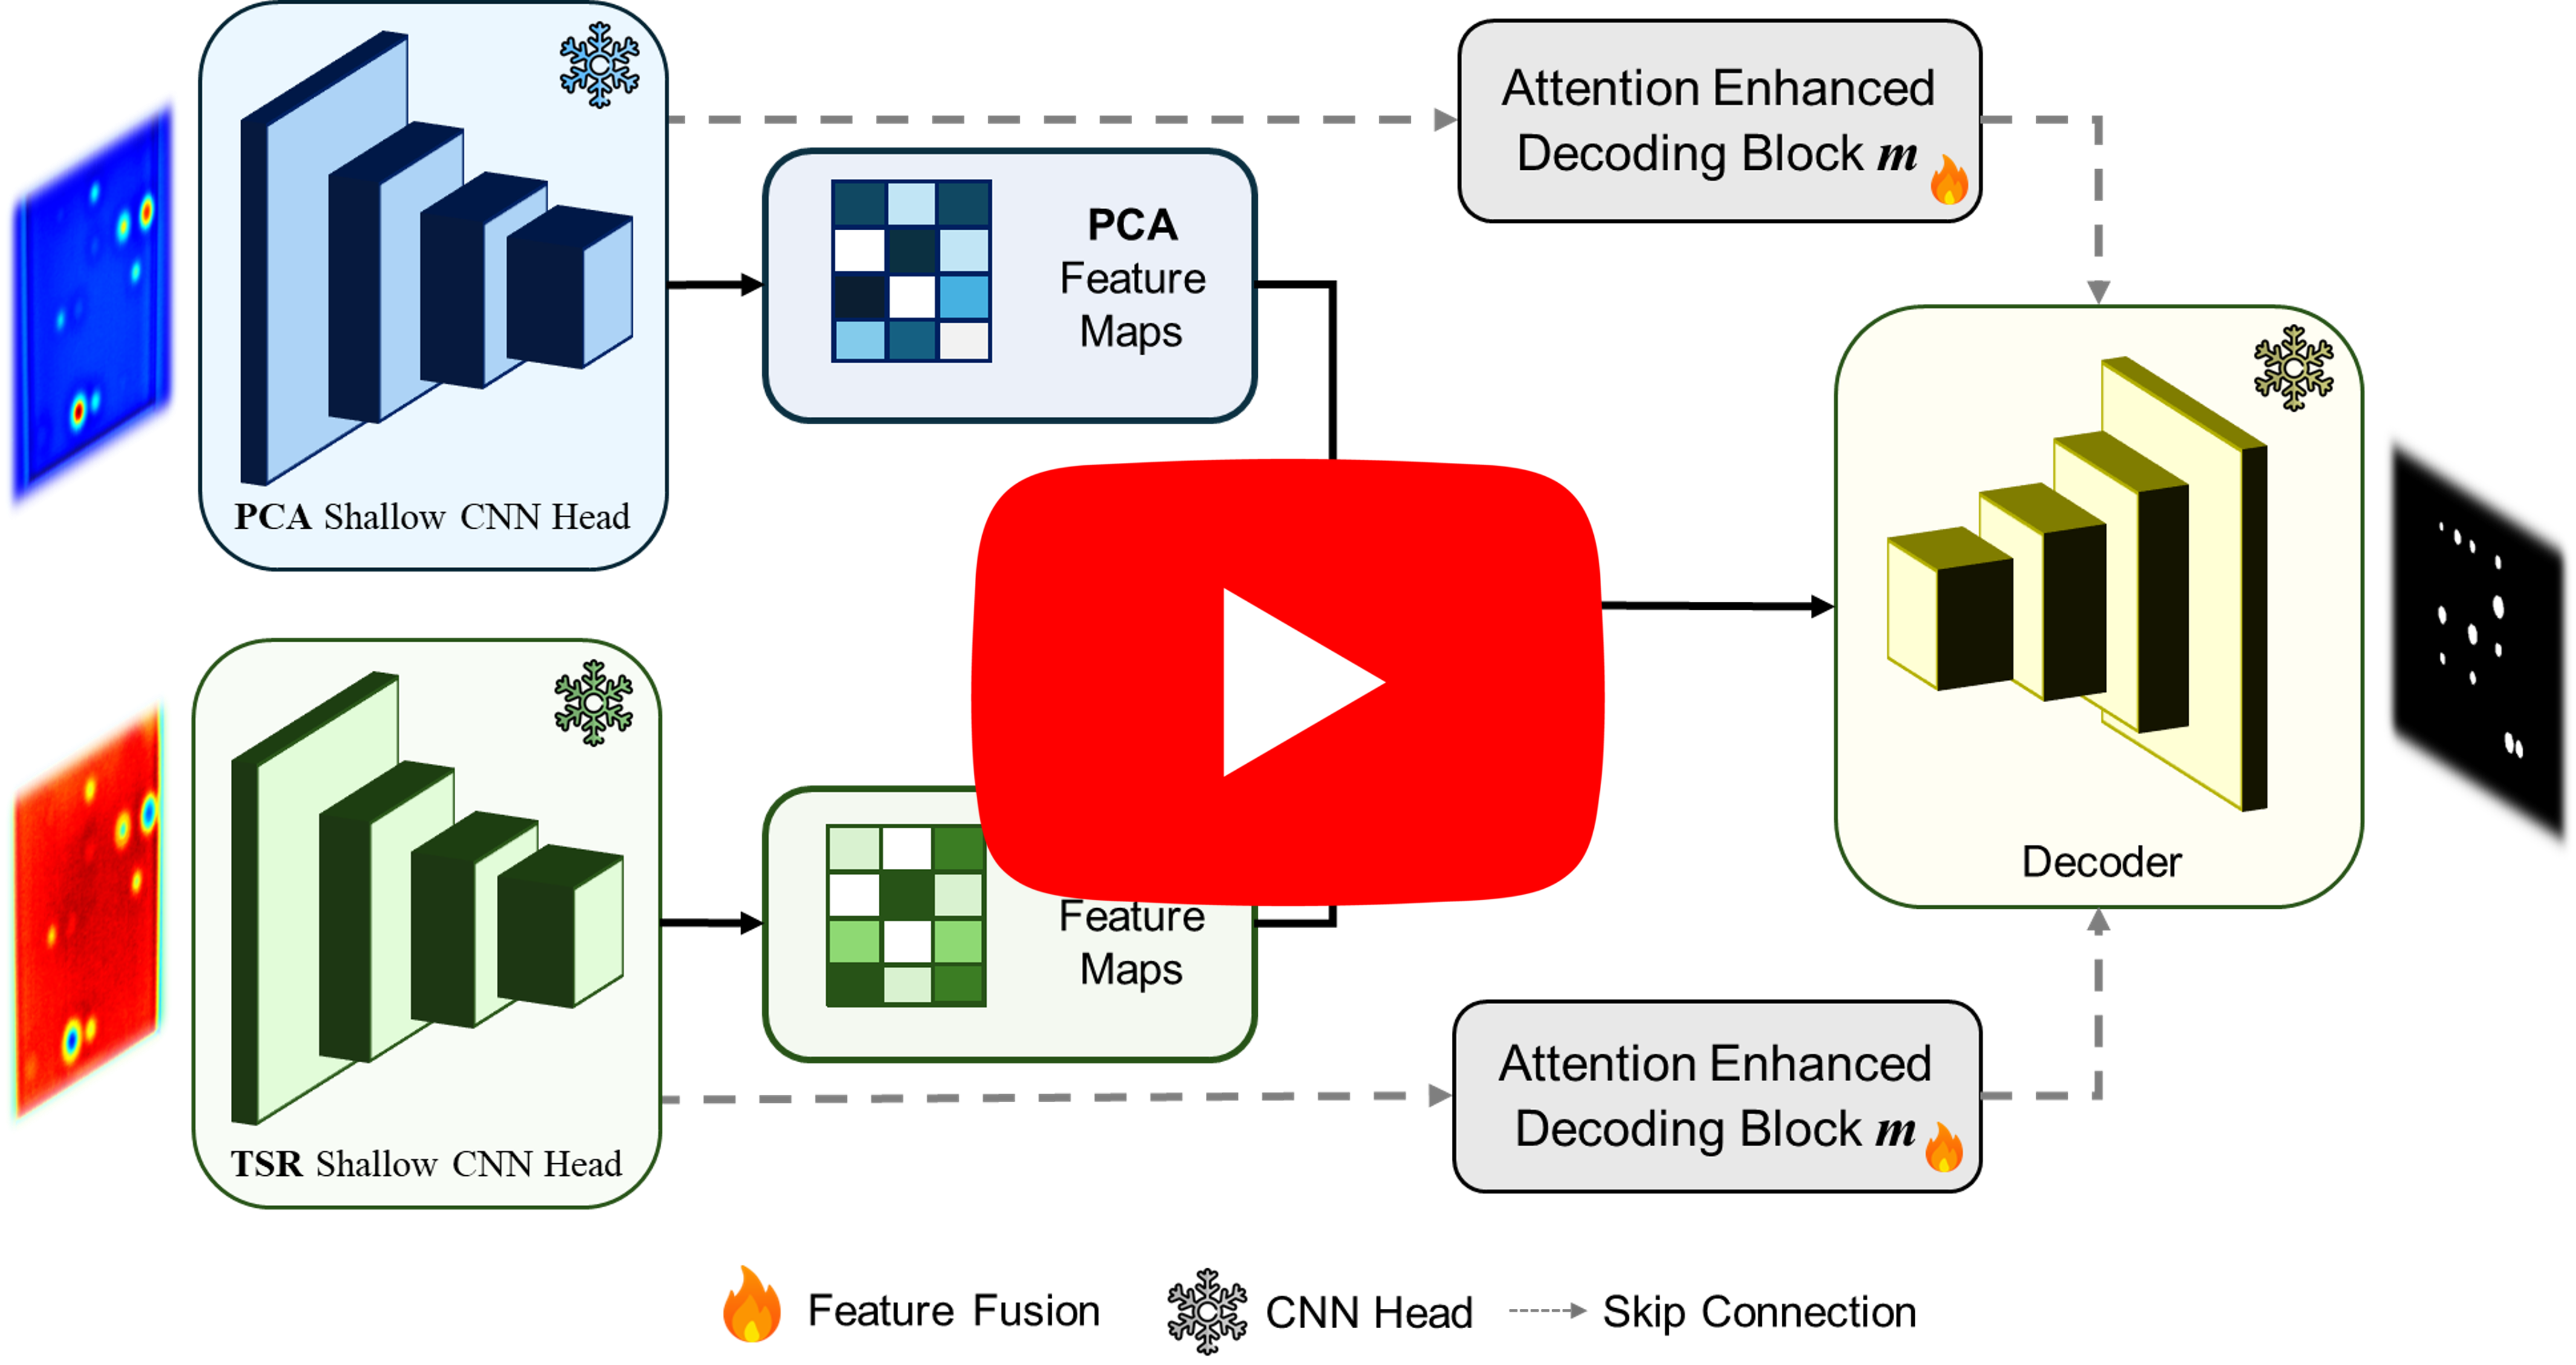 Attention Enhanced
Decoding Block m
PCA
Feature
Maps
PCA Shallow CNN Head
Decoder
Feature
Maps
Attention Enhanced
Decoding Block m
TSR Shallow CNN Head
Feature Fusion
CNN Head
Skip Connection